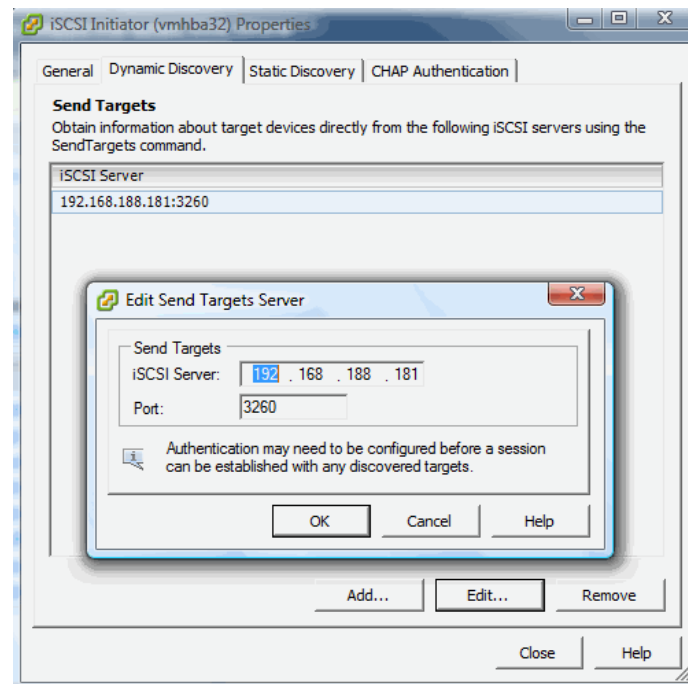 iSCSI Initiator (vmhba32) Properties
General Dynamic Discovery Static Discovery CHAP Authentication
Send Targets
Obtain information about target devices directly from the following iSCSI servers using the
SendTargets command.
iSCSI Server
192.168.188.181:3260
Edit Send Targets Server
Send Targets
iSCSI Server: 192 . 168 . 188 . 181
Port: 3260
Authentication may need to be configured before a session
can be established with any discovered targets.
OK Cancel Help
Add... Edit... Remove
Close Help